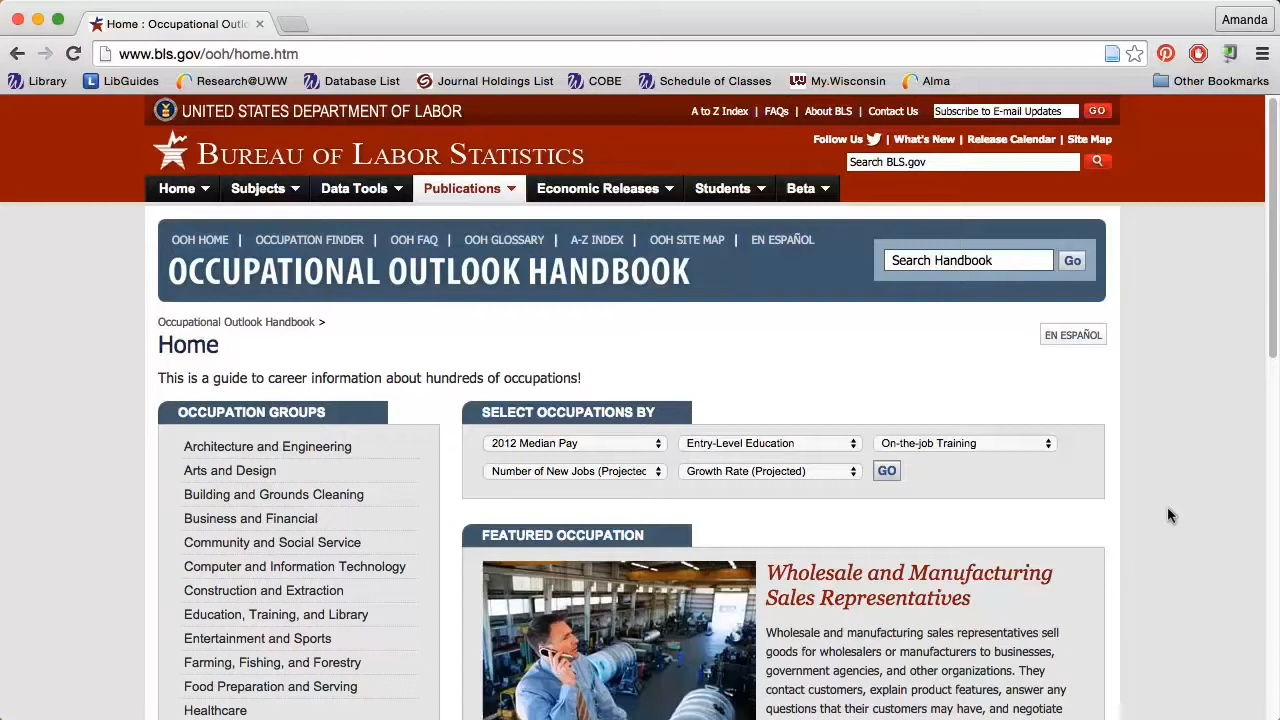 Home : Occupational Outlo
Amanda
www.bls.gov/ooh/home.htm
Library LibGuides Research@UWW Database List Journal Holdings List COBE Schedule of Classes My.Wisconsin Alma Other Bookmarks
UNITED STATES DEPARTMENT OF LABOR
A to Z Index | FAQs | About BLS | Contact Us Subscribe to E-mail Updates GO
Follow Us | What's New | Release Calendar | Site Map
BUREAU OF LABOR STATISTICS
Search BLS.gov
Home Subjects Data Tools Publications Economic Releases Students Beta
OOH HOME | OCCUPATION FINDER | OOH FAQ | OOH GLOSSARY | A-Z INDEX | OOH SITE MAP | EN ESPAÑOL
OCCUPATIONAL OUTLOOK HANDBOOK
Search Handbook Go
Occupational Outlook Handbook >
EN ESPAÑOL
Home
This is a guide to career information about hundreds of occupations!
OCCUPATION GROUPS
Architecture and Engineering
Arts and Design
Building and Grounds Cleaning
Business and Financial
Community and Social Service
Computer and Information Technology
Construction and Extraction
Education, Training, and Library
Entertainment and Sports
Farming, Fishing, and Forestry
Food Preparation and Serving
Healthcare
SELECT OCCUPATIONS BY
2012 Median Pay Entry-Level Education On-the-job Training
Number of New Jobs (Projectec Growth Rate (Projected) GO
FEATURED OCCUPATION
Wholesale and Manufacturing
Sales Representatives
Wholesale and manufacturing sales representatives sell
goods for wholesalers or manufacturers to businesses,
government agencies, and other organizations. They
contact customers, explain product features, answer any
questions that their customers may have, and negotiate